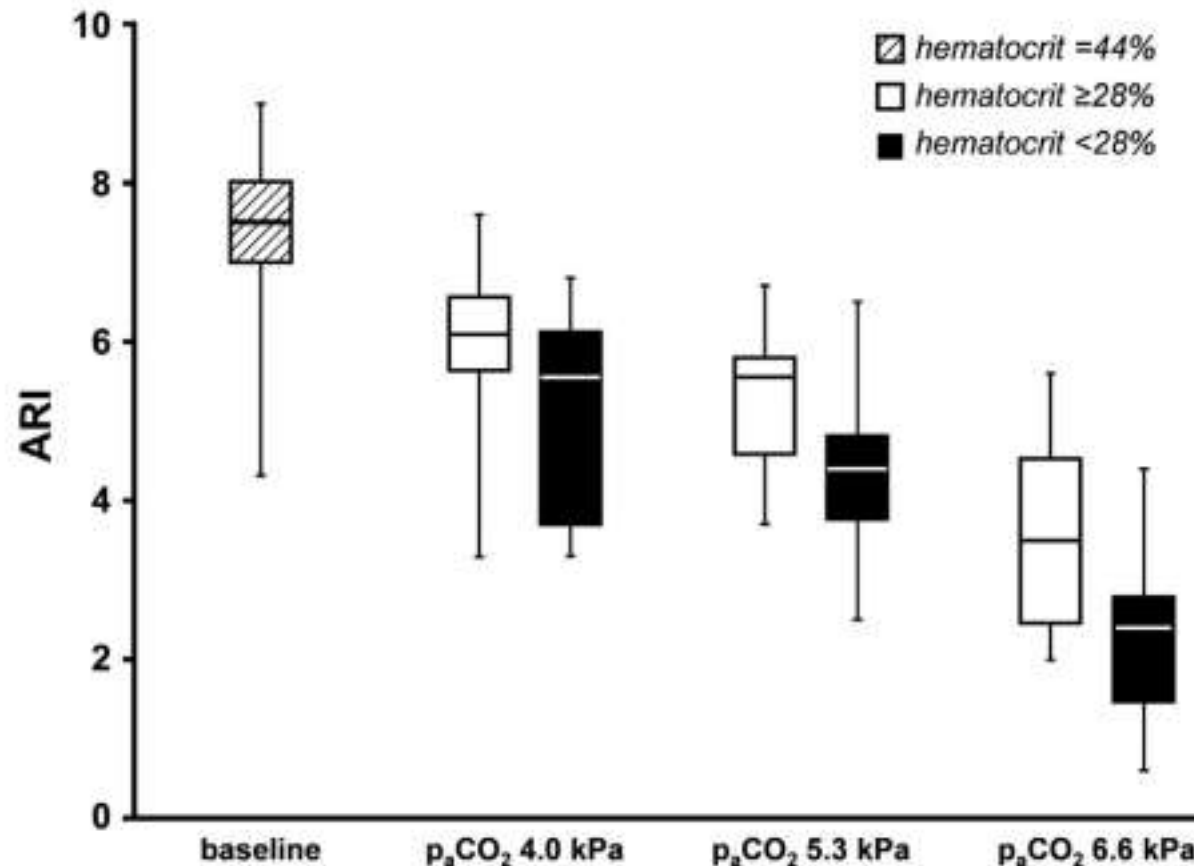 10
hematocrit =44%
hematocrit ≥28%
hematocrit <28%
8
6
ARI
4
2
0
baseline
pₐCO₂ 4.0 kPa
pₐCO₂ 5.3 kPa
pₐCO₂ 6.6 kPa